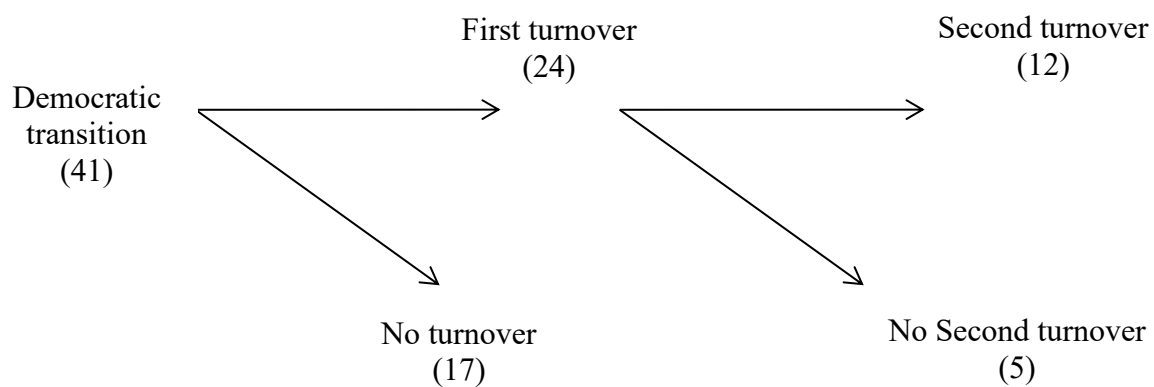 First turnover
(24)
Second turnover
(12)
Democratic
transition
(41)
No turnover
(17)
No Second turnover
(5)